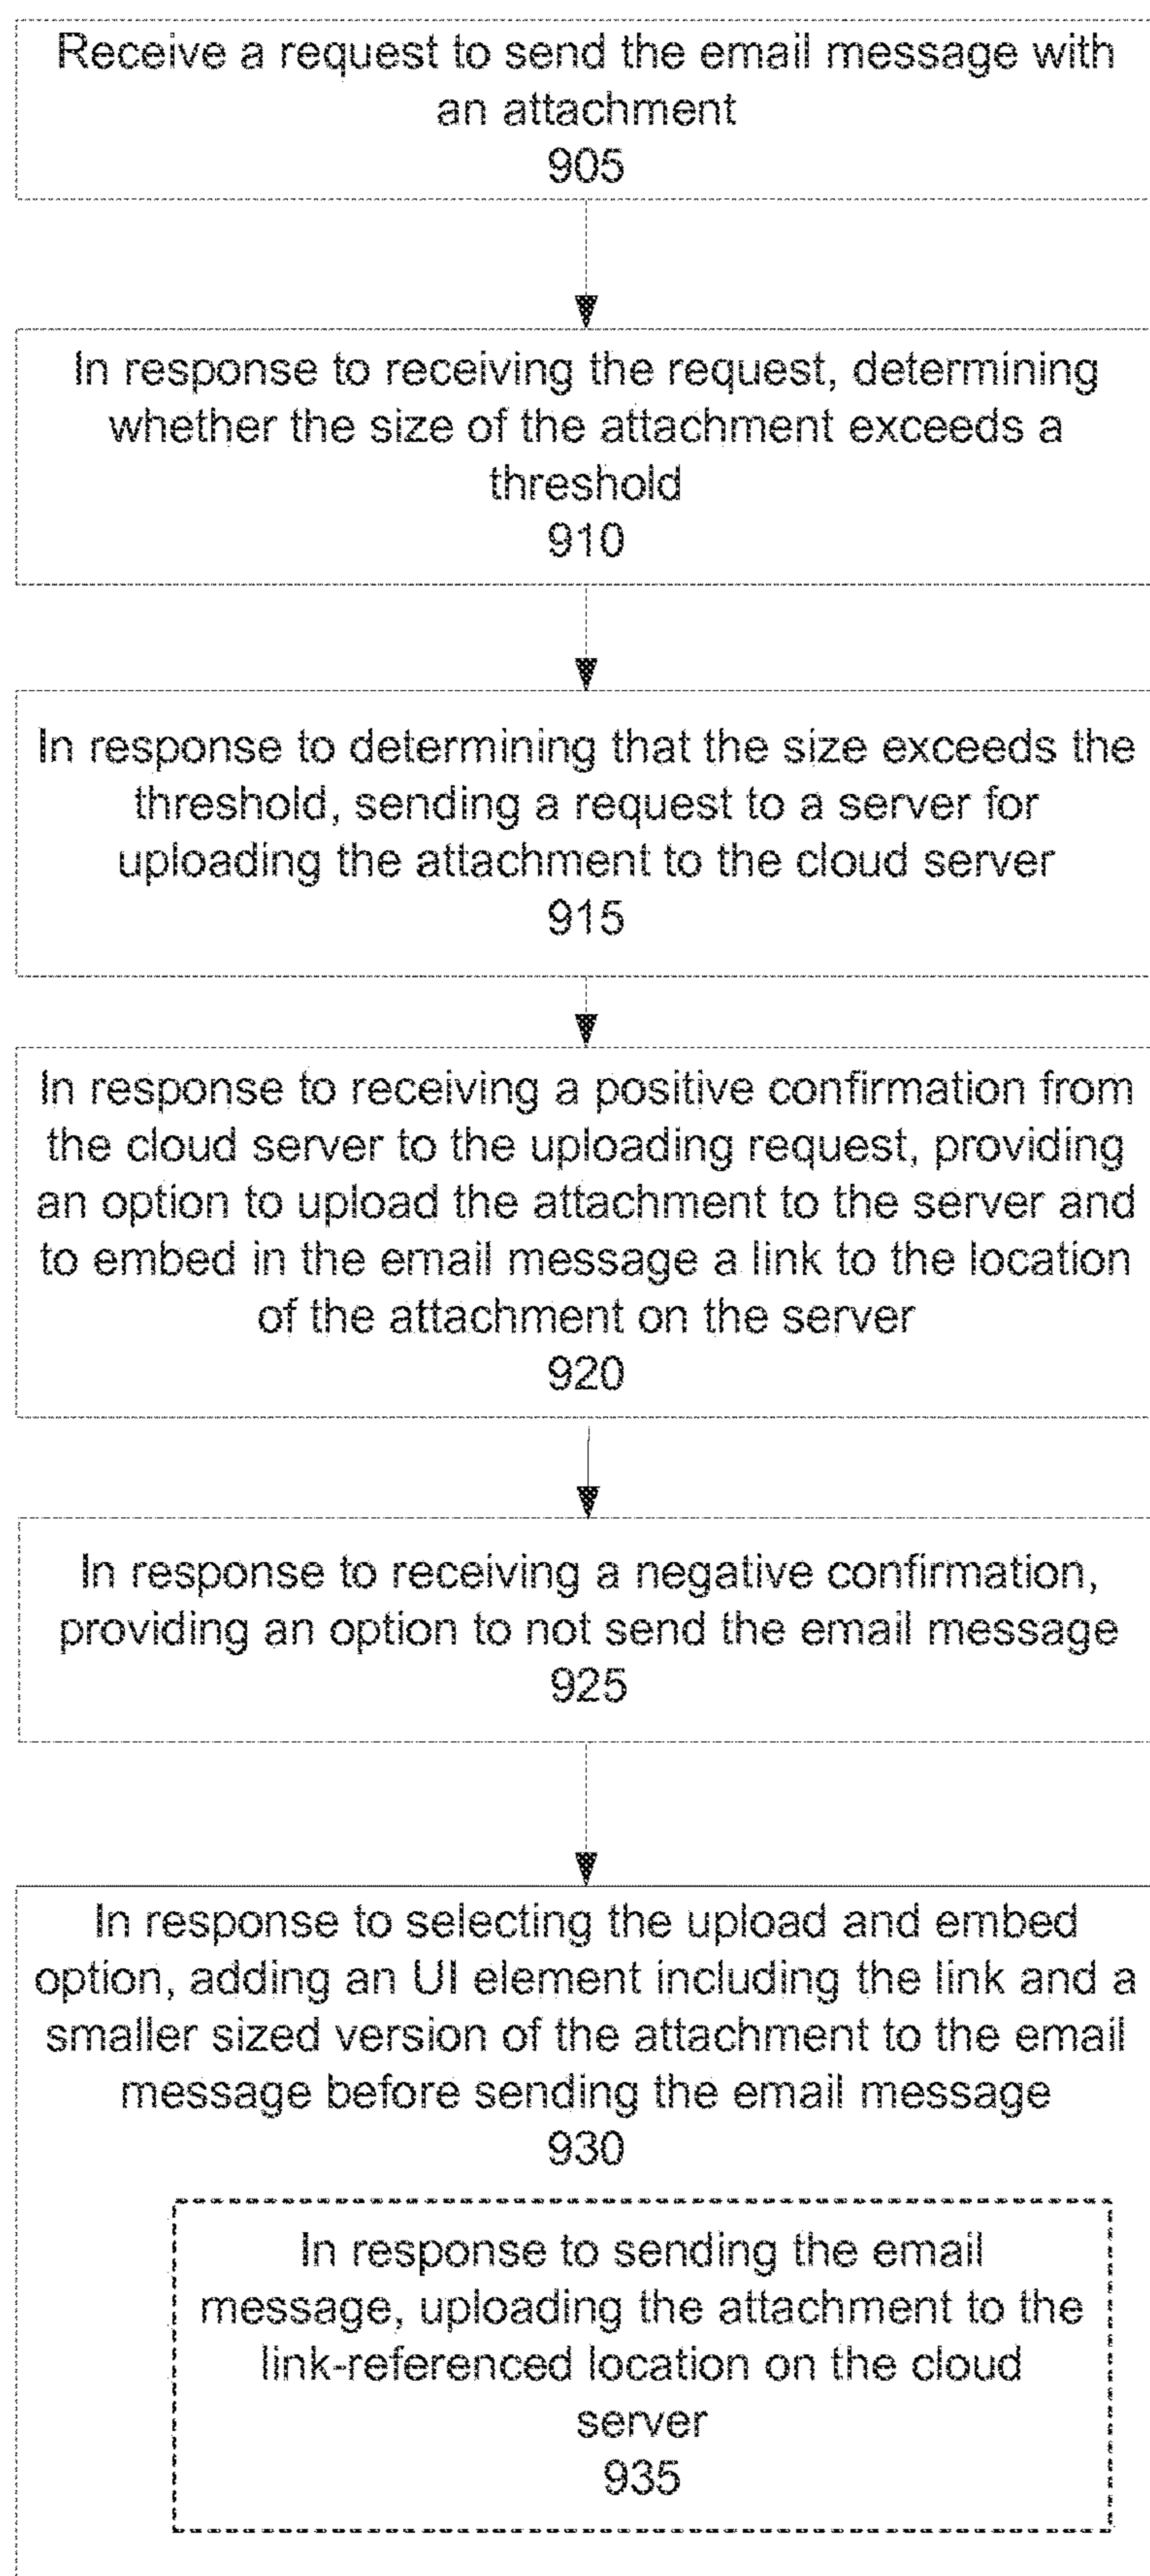 Receive a request to send the email message with
an attachment
905
In response to receiving the request, determining
whether the size of the attachment exceeds a
threshold
910
In response to determining that the size exceeds the
threshold, sending a request to a server for
uploading the attachment to the cloud server
915
In response to receiving a positive confirmation from
the cloud server to the uploading request, providing
an option to upload the attachment to the server and
to embed in the email message a link to the location
of the attachment on the server
920
In response to receiving a negative confirmation,
providing an option to not send the email message
925
In response to selecting the upload and embed
option, adding an UI element including the link and a
smaller sized version of the attachment to the email
message before sending the email message
930
In response to sending the email
message, uploading the attachment to the
link-referenced location on the cloud
server
935